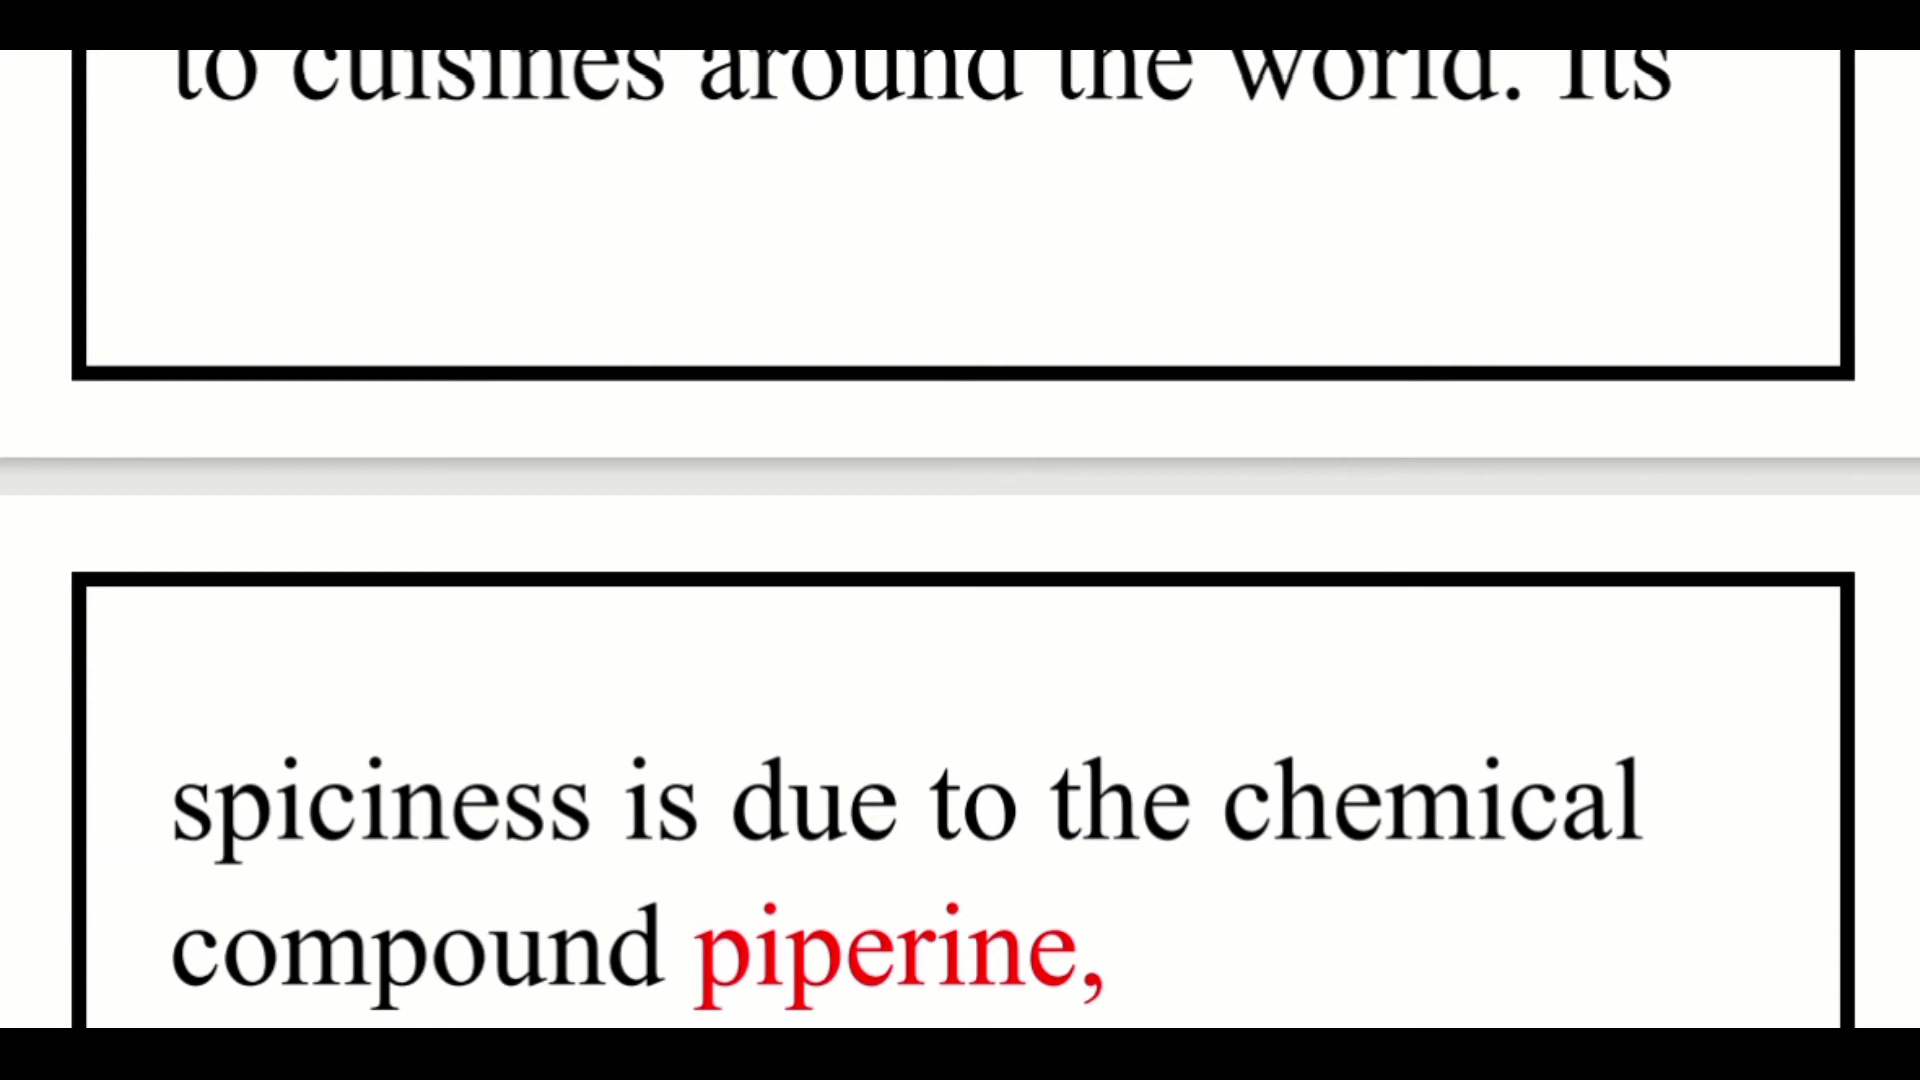 to cuisines around the world. Its
spiciness is due to the chemical
compound piperine,